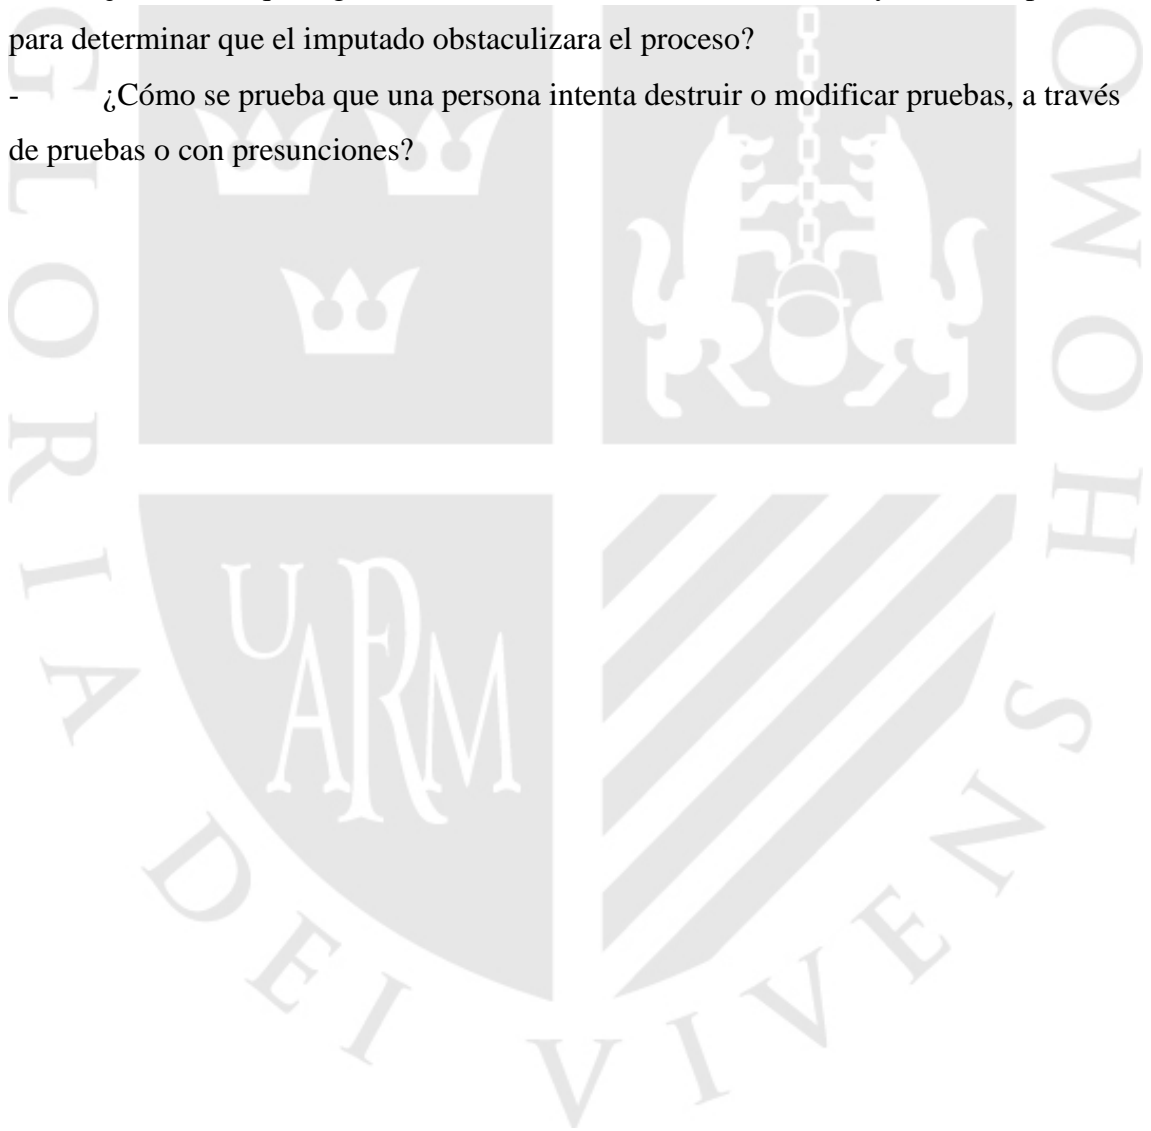 para determinar que el imputado obstaculizara el proceso?
- ¿Cómo se prueba que una persona intenta destruir o modificar pruebas, a través
de pruebas o con presunciones?
GLORIA DEI VIVENS HOMO
UARM